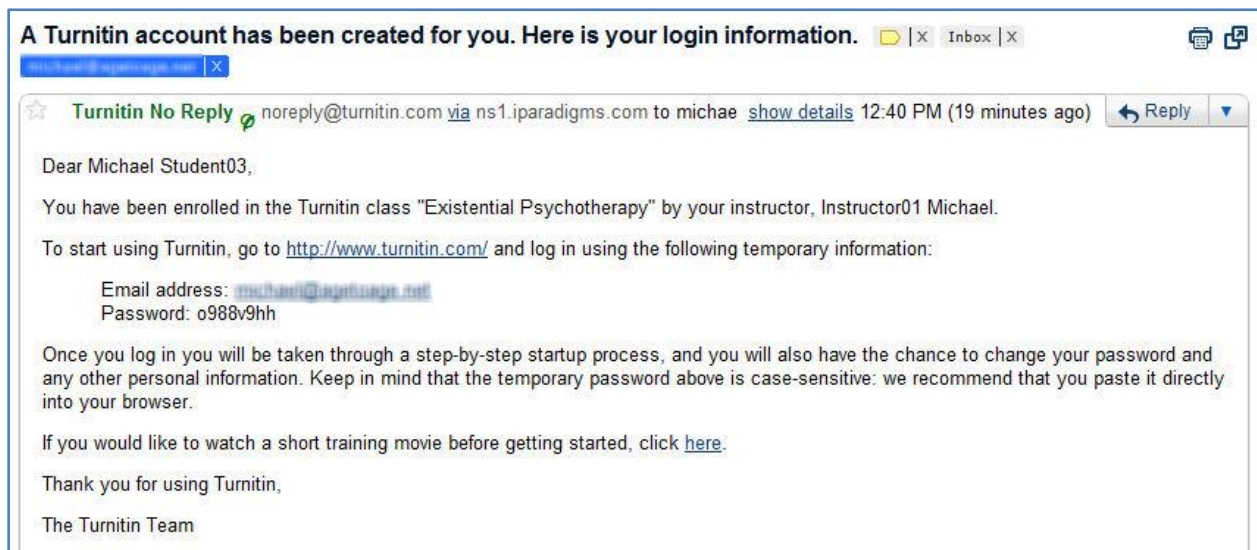 A Turnitin account has been created for you. Here is your login information. | X Inbox | X
X
Turnitin No Reply noreply@turnitin.com via ns1.iparadigms.com to michae show details 12:40 PM (19 minutes ago) Reply
Dear Michael Student03,
You have been enrolled in the Turnitin class "Existential Psychotherapy" by your instructor, Instructor01 Michael.
To start using Turnitin, go to http://www.turnitin.com/ and log in using the following temporary information:
Email address:
Password: o988v9hh
Once you log in you will be taken through a step-by-step startup process, and you will also have the chance to change your password and
any other personal information. Keep in mind that the temporary password above is case-sensitive: we recommend that you paste it directly
into your browser.
If you would like to watch a short training movie before getting started, click here.
Thank you for using Turnitin,
The Turnitin Team